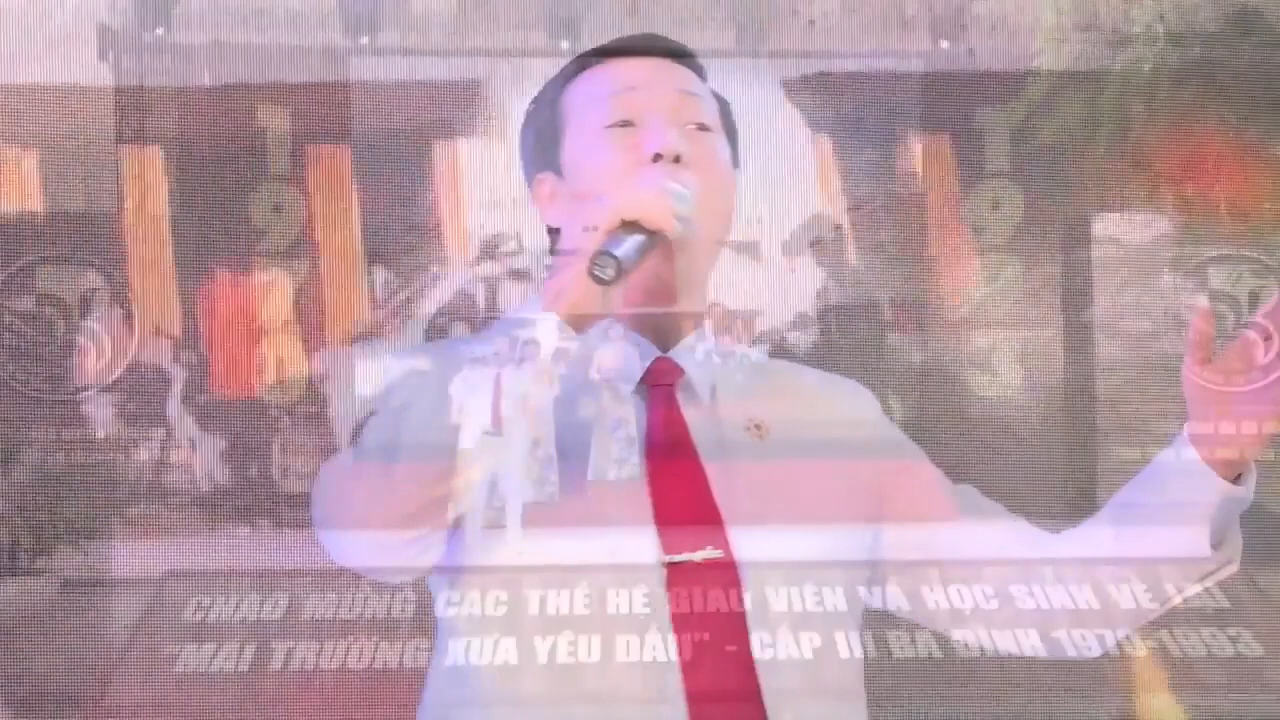 CHÀO MỪNG CÁC THẾ HỆ GIÁO VIÊN VÀ HỌC SINH VỀ LẠI
"MÁI TRƯỜNG XƯA YÊU DẤU" - CẤP III BA ĐÌNH 1973-1993